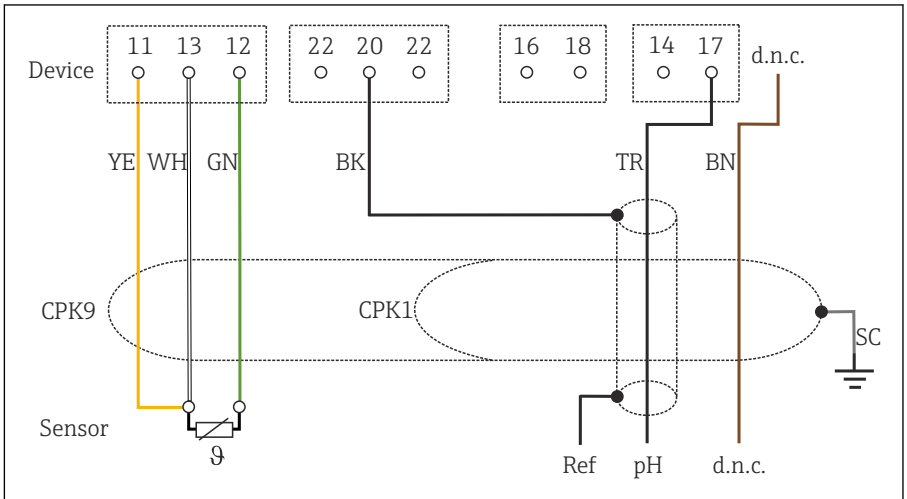 11 13 12 22 20 22 16 18 14 17 d.n.c.
Device
YE WH GN BK TR BN
CPK9 CPK1
SC
Sensor
ϑ Ref pH d.n.c.